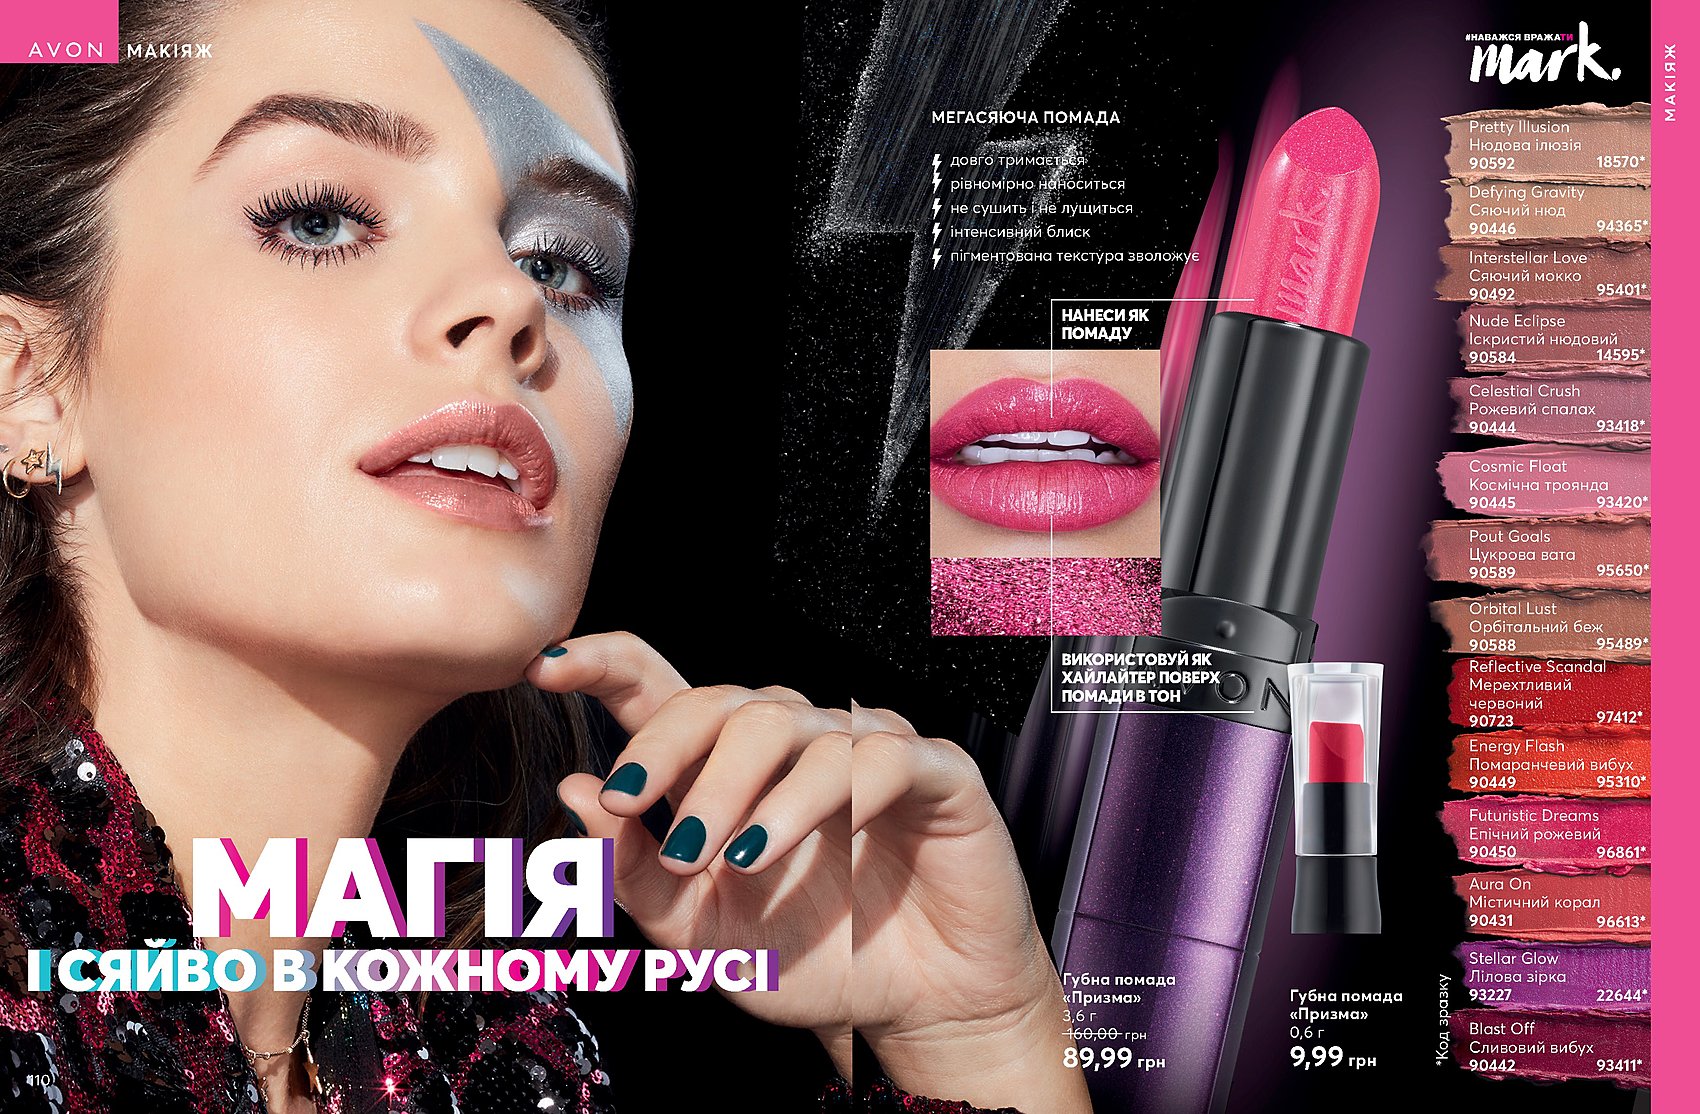 AVON МАКІЯЖ
МАГІЯ
І СЯЙВО В КОЖНОМУ РУСІ
110
#НАВАЖСЯ ВРАЖАТИ
mark.
МАКІЯЖ
МЕГАСЯЮЧА ПОМАДА
довго тримається
рівномірно наноситься
не сушить і не лущиться
інтенсивний блиск
пігментована текстура зволожує
НАНЕСИ ЯК
ПОМАДУ
ВИКОРИСТОВУЙ ЯК
ХАЙЛАЙТЕР ПОВЕРХ
ПОМАДИ В ТОН
mark.
AVON
Губна помада
«Призма»
3,6 г
160,00 грн
89,99 грн
Губна помада
«Призма»
0,6 г
9,99 грн
*Код зразку
Pretty Illusion
Нюдова ілюзія
90592 18570*
Defying Gravity
Сяючий нюд
90446 94365*
Interstellar Love
Сяючий мокко
90492 95401*
Nude Eclipse
Іскристий нюдовий
90584 14595*
Celestial Crush
Рожевий спалах
90444 93418*
Cosmic Float
Космічна троянда
90445 93420*
Pout Goals
Цукрова вата
90589 95650*
Orbital Lust
Орбітальний беж
90588 95489*
Reflective Scandal
Мерехтливий
червоний
90723 97412*
Energy Flash
Помаранчевий вибух
90449 95310*
Futuristic Dreams
Епічний рожевий
90450 96861*
Aura On
Містичний корал
90431 96613*
Stellar Glow
Лілова зірка
93227 22644*
Blast Off
Сливовий вибух
90442 93411*